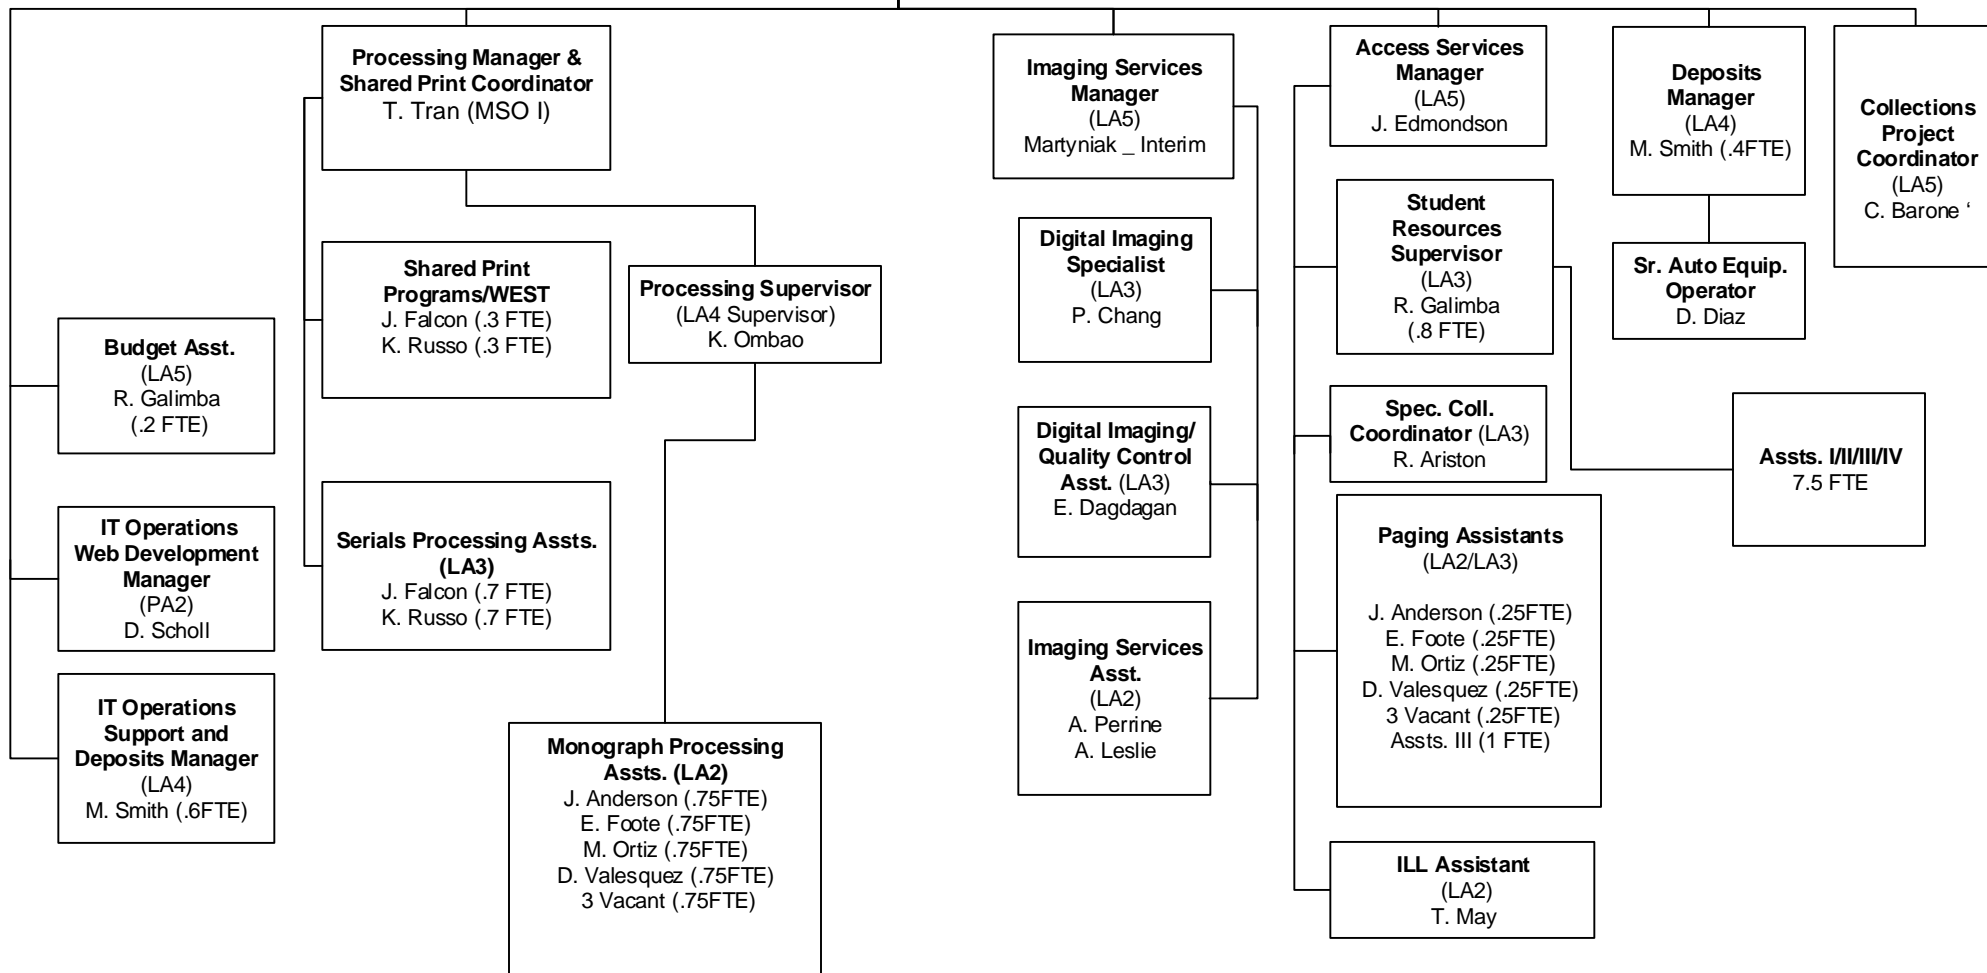 Processing Manager &
Shared Print Coordinator
T. Tran (MSO I)
Shared Print
Programs/WEST
J. Falcon (.3 FTE)
K. Russo (.3 FTE)
Processing Supervisor
(LA4 Supervisor)
K. Ombao
Budget Asst.
(LA5)
R. Galimba
(.2 FTE)
IT Operations
Web Development
Manager
(PA2)
D. Scholl
IT Operations
Support and
Deposits Manager
(LA4)
M. Smith (.6FTE)
Serials Processing Assts.
(LA3)
J. Falcon (.7 FTE)
K. Russo (.7 FTE)
Monograph Processing
Assts. (LA2)
J. Anderson (.75FTE)
E. Foote (.75FTE)
M. Ortiz (.75FTE)
D. Valesquez (.75FTE)
3 Vacant (.75FTE)
Imaging Services
Manager
(LA5)
Martyniak _ Interim
Digital Imaging
Specialist
(LA3)
P. Chang
Digital Imaging/
Quality Control
Asst. (LA3)
E. Dagdagan
Imaging Services
Asst.
(LA2)
A. Perrine
A. Leslie
Access Services
Manager
(LA5)
J. Edmondson
Student
Resources
Supervisor
(LA3)
R. Galimba
(.8 FTE)
Spec. Coll.
Coordinator (LA3)
R. Ariston
Paging Assistants
(LA2/LA3)
J. Anderson (.25FTE)
E. Foote (.25FTE)
M. Ortiz (.25FTE)
D. Valesquez (.25FTE)
3 Vacant (.25FTE)
Assts. III (1 FTE)
ILL Assistant
(LA2)
T. May
Deposits
Manager
(LA4)
M. Smith (.4FTE)
Sr. Auto Equip.
Operator
D. Diaz
Assts. I/II/III/IV
7.5 FTE
Collections
Project
Coordinator
(LA5)
C. Barone ‘